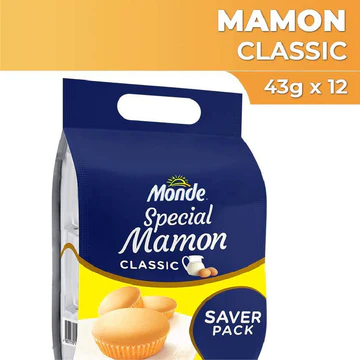 MAMON
CLASSIC
43g x 12
Monde
Special
Mamon
CLASSIC
SAVER
PACK